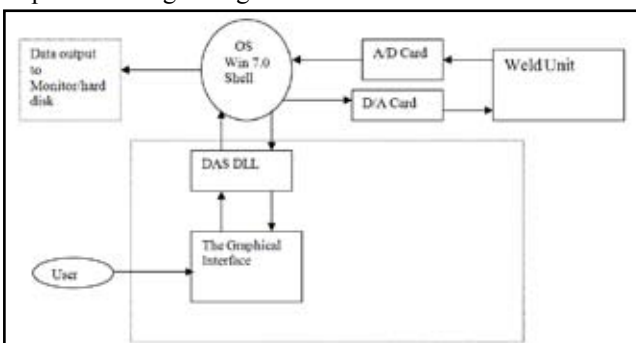 Data output
to
Monitor/hard
disk
OS
Win 7.0
Shell
A/D Card
D/A Card
Weld Unit
DAS DLL
The Graphical
Interface
User